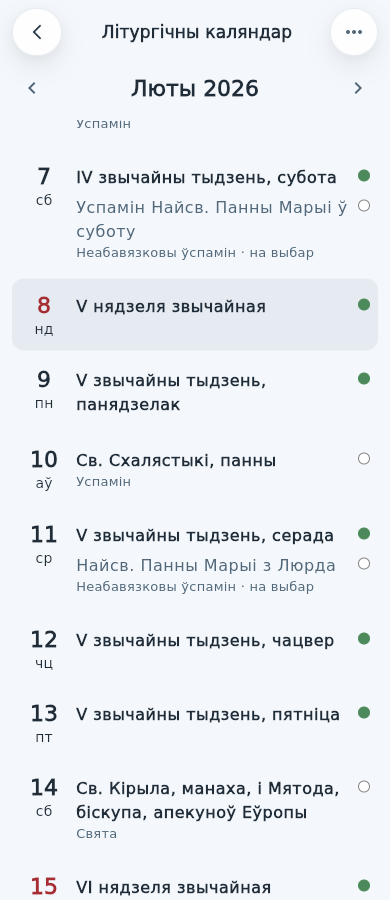 Літургічны каляндар
Люты 2026
Успамін
7
сб
IV звычайны тыдзень, субота
Успамін Найсв. Панны Марыі ў
суботу
Неабавязковы ўспамін · на выбар
8
нд
V нядзеля звычайная
9
пн
V звычайны тыдзень,
панядзелак
10
аў
Св. Схалястыкі, панны
Успамін
11
ср
V звычайны тыдзень, серада
Найсв. Панны Марыі з Люрда
Неабавязковы ўспамін · на выбар
12
чц
V звычайны тыдзень, чацвер
13
пт
V звычайны тыдзень, пятніца
14
сб
Св. Кірыла, манаха, і Мятода,
біскупа, апекуноў Еўропы
Свята
15
VI нядзеля звычайная